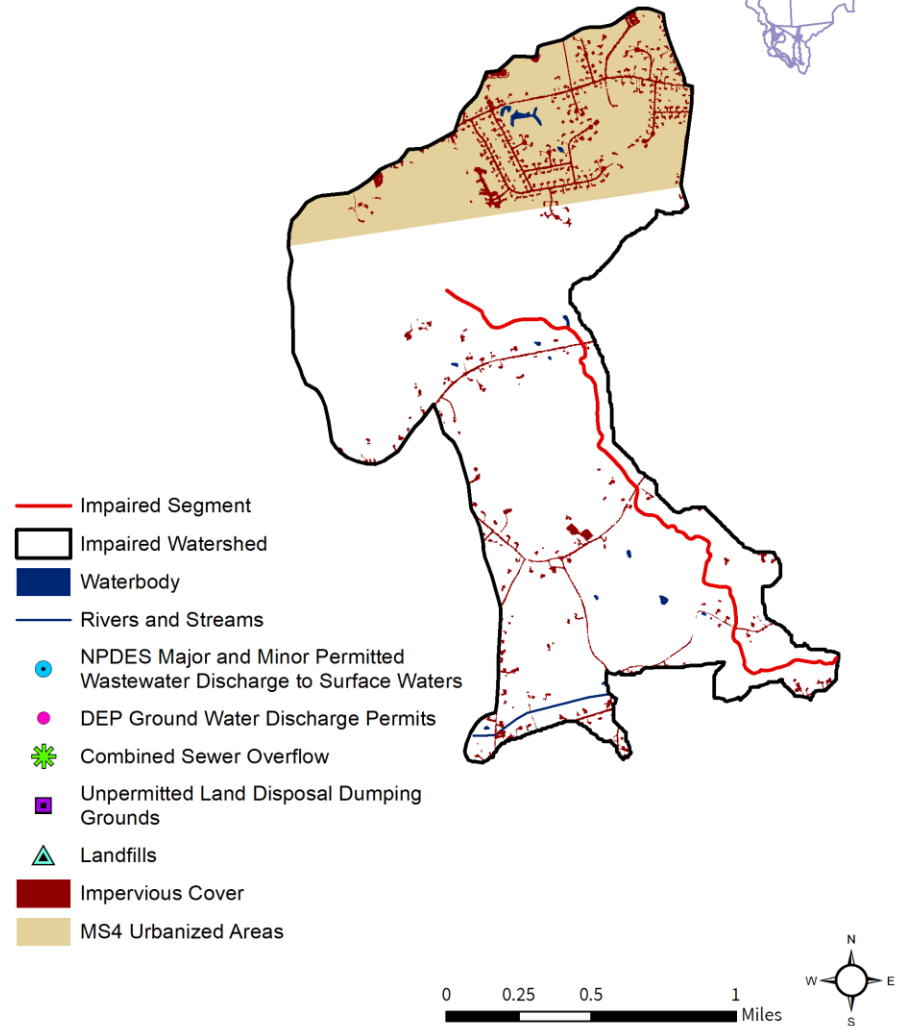 Impaired Segment
Impaired Watershed
Waterbody
Rivers and Streams
NPDES Major and Minor Permitted
Wastewater Discharge to Surface Waters
DEP Ground Water Discharge Permits
Combined Sewer Overflow
Unpermitted Land Disposal Dumping
Grounds
Landfills
Impervious Cover
MS4 Urbanized Areas
N
W E
S
0 0.25 0.5 1
Miles